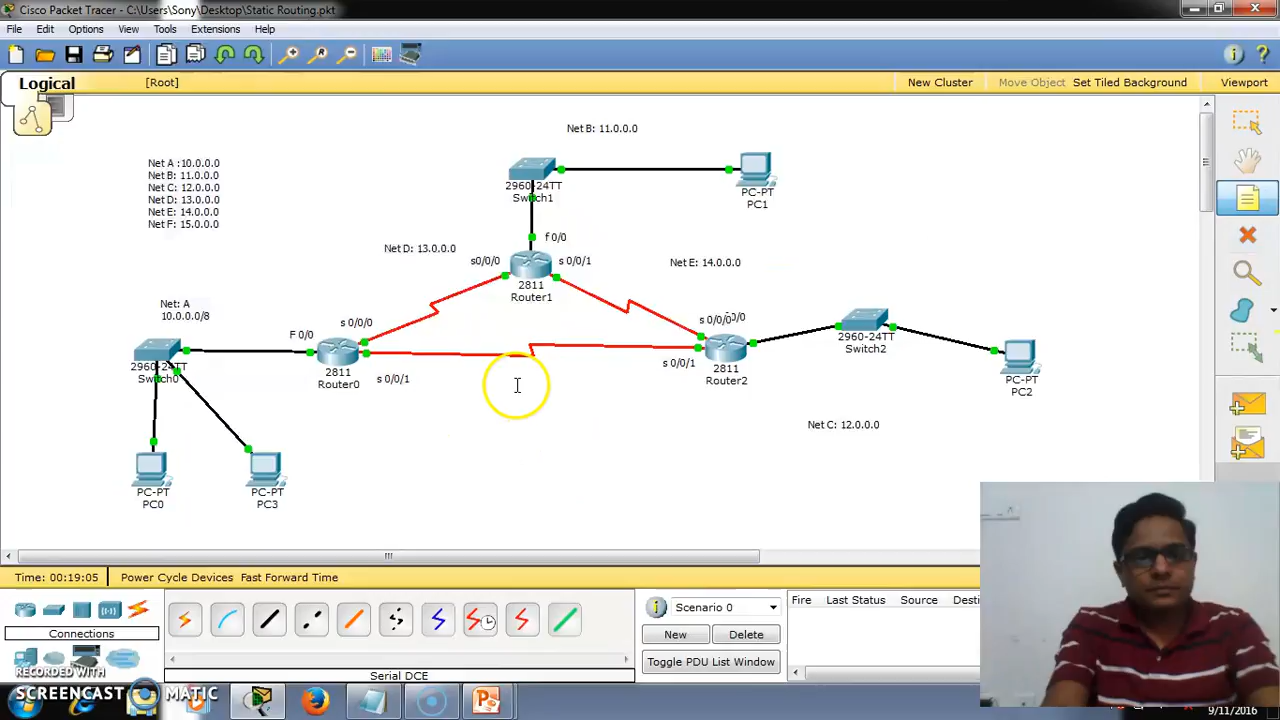 Cisco Packet Tracer - C:\Users\Sony\Desktop\Static Routing.pkt
File Edit Options View Tools Extensions Help
Logical [Root] New Cluster Move Object Set Tiled Background Viewport
Net B: 11.0.0.0
Net A :10.0.0.0
Net B: 11.0.0.0
Net C: 12.0.0.0
Net D: 13.0.0.0
Net E: 14.0.0.0
Net F: 15.0.0.0
2960-24TT
Switch1
PC-PT
PC1
f 0/0
Net D: 13.0.0.0
s0/0/0
s 0/0/1
Net E: 14.0.0.0
2811
Router1
Net: A
10.0.0.0/8
s 0/0/0
F 0/0
s 0/0/0
2960-24TT
Switch2
2960-24TT
Switch0
2811
Router0
s 0/0/1
s 0/0/1
2811
Router2
PC-PT
PC2
Net C: 12.0.0.0
PC-PT
PC0
PC-PT
PC3
Time: 00:19:05 Power Cycle Devices Fast Forward Time
Connections
Serial DCE
Scenario 0
New Delete
Toggle PDU List Window
Fire Last Status Source Desti
RECORDED WITH
SCREENCAST MATIC
9/11/2016